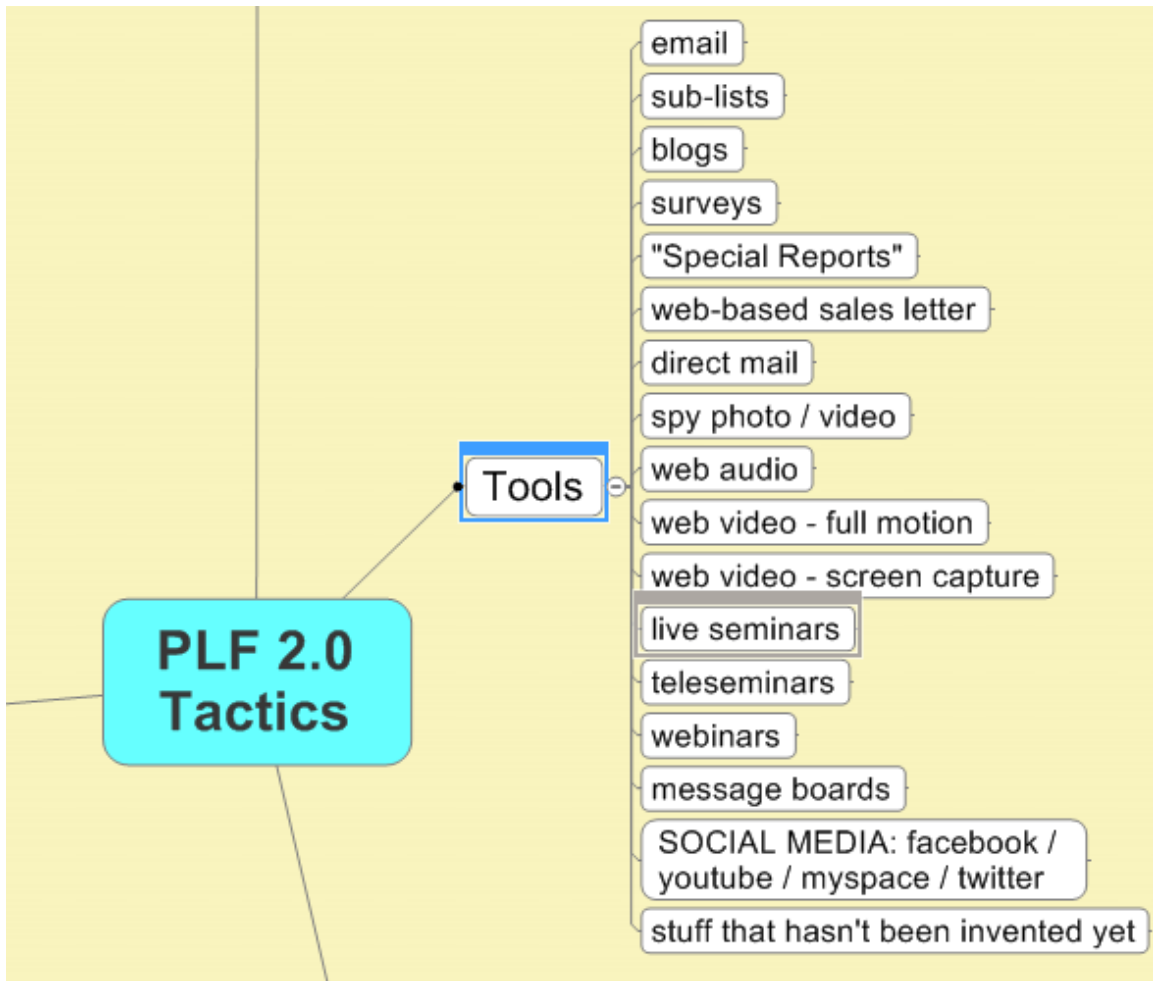 email
sub-lists
blogs
surveys
"Special Reports"
web-based sales letter
direct mail
spy photo / video
Tools
web audio
web video - full motion
web video - screen capture
live seminars
PLF 2.0
Tactics
teleseminars
webinars
message boards
SOCIAL MEDIA: facebook /
youtube / myspace / twitter
stuff that hasn't been invented yet